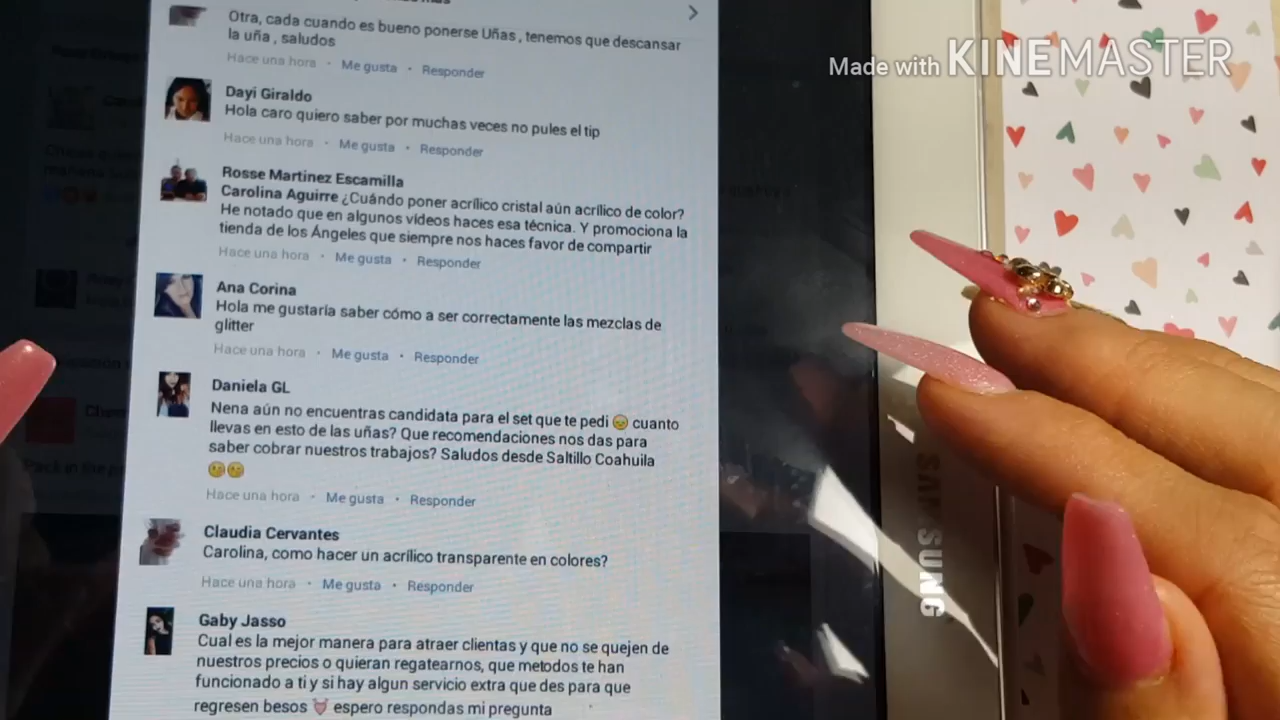 Otra, cada cuando es bueno ponerse Uñas , tenemos que descansar
la uña , saludos
Hace una hora · Me gusta · Responder
Dayi Giraldo
Hola caro quiero saber por muchas veces no pules el tip
Hace una hora · Me gusta · Responder
Rosse Martinez Escamilla
Carolina Aguirre ¿Cuándo poner acrílico cristal aún acrílico de color?
He notado que en algunos vídeos haces esa técnica. Y promociona la
tienda de los Ángeles que siempre nos haces favor de compartir
Hace una hora · Me gusta · Responder
Ana Corina
Hola me gustaría saber cómo a ser correctamente las mezclas de
glitter
Hace una hora · Me gusta · Responder
Daniela GL
Nena aún no encuentras candidata para el set que te pedi 😔 cuanto
llevas en esto de las uñas? Que recomendaciones nos das para
saber cobrar nuestros trabajos? Saludos desde Saltillo Coahuila
Hace una hora · Me gusta · Responder
Claudia Cervantes
Carolina, como hacer un acrílico transparente en colores?
Hace una hora · Me gusta · Responder
Gaby Jasso
Cual es la mejor manera para atraer clientas y que no se quejen de
nuestros precios o quieran regatearnos, que metodos te han
funcionado a ti y si hay algun servicio extra que des para que
regresen besos 💓 espero respondas mi pregunta
Made with KINEMASTER
SAMSUNG